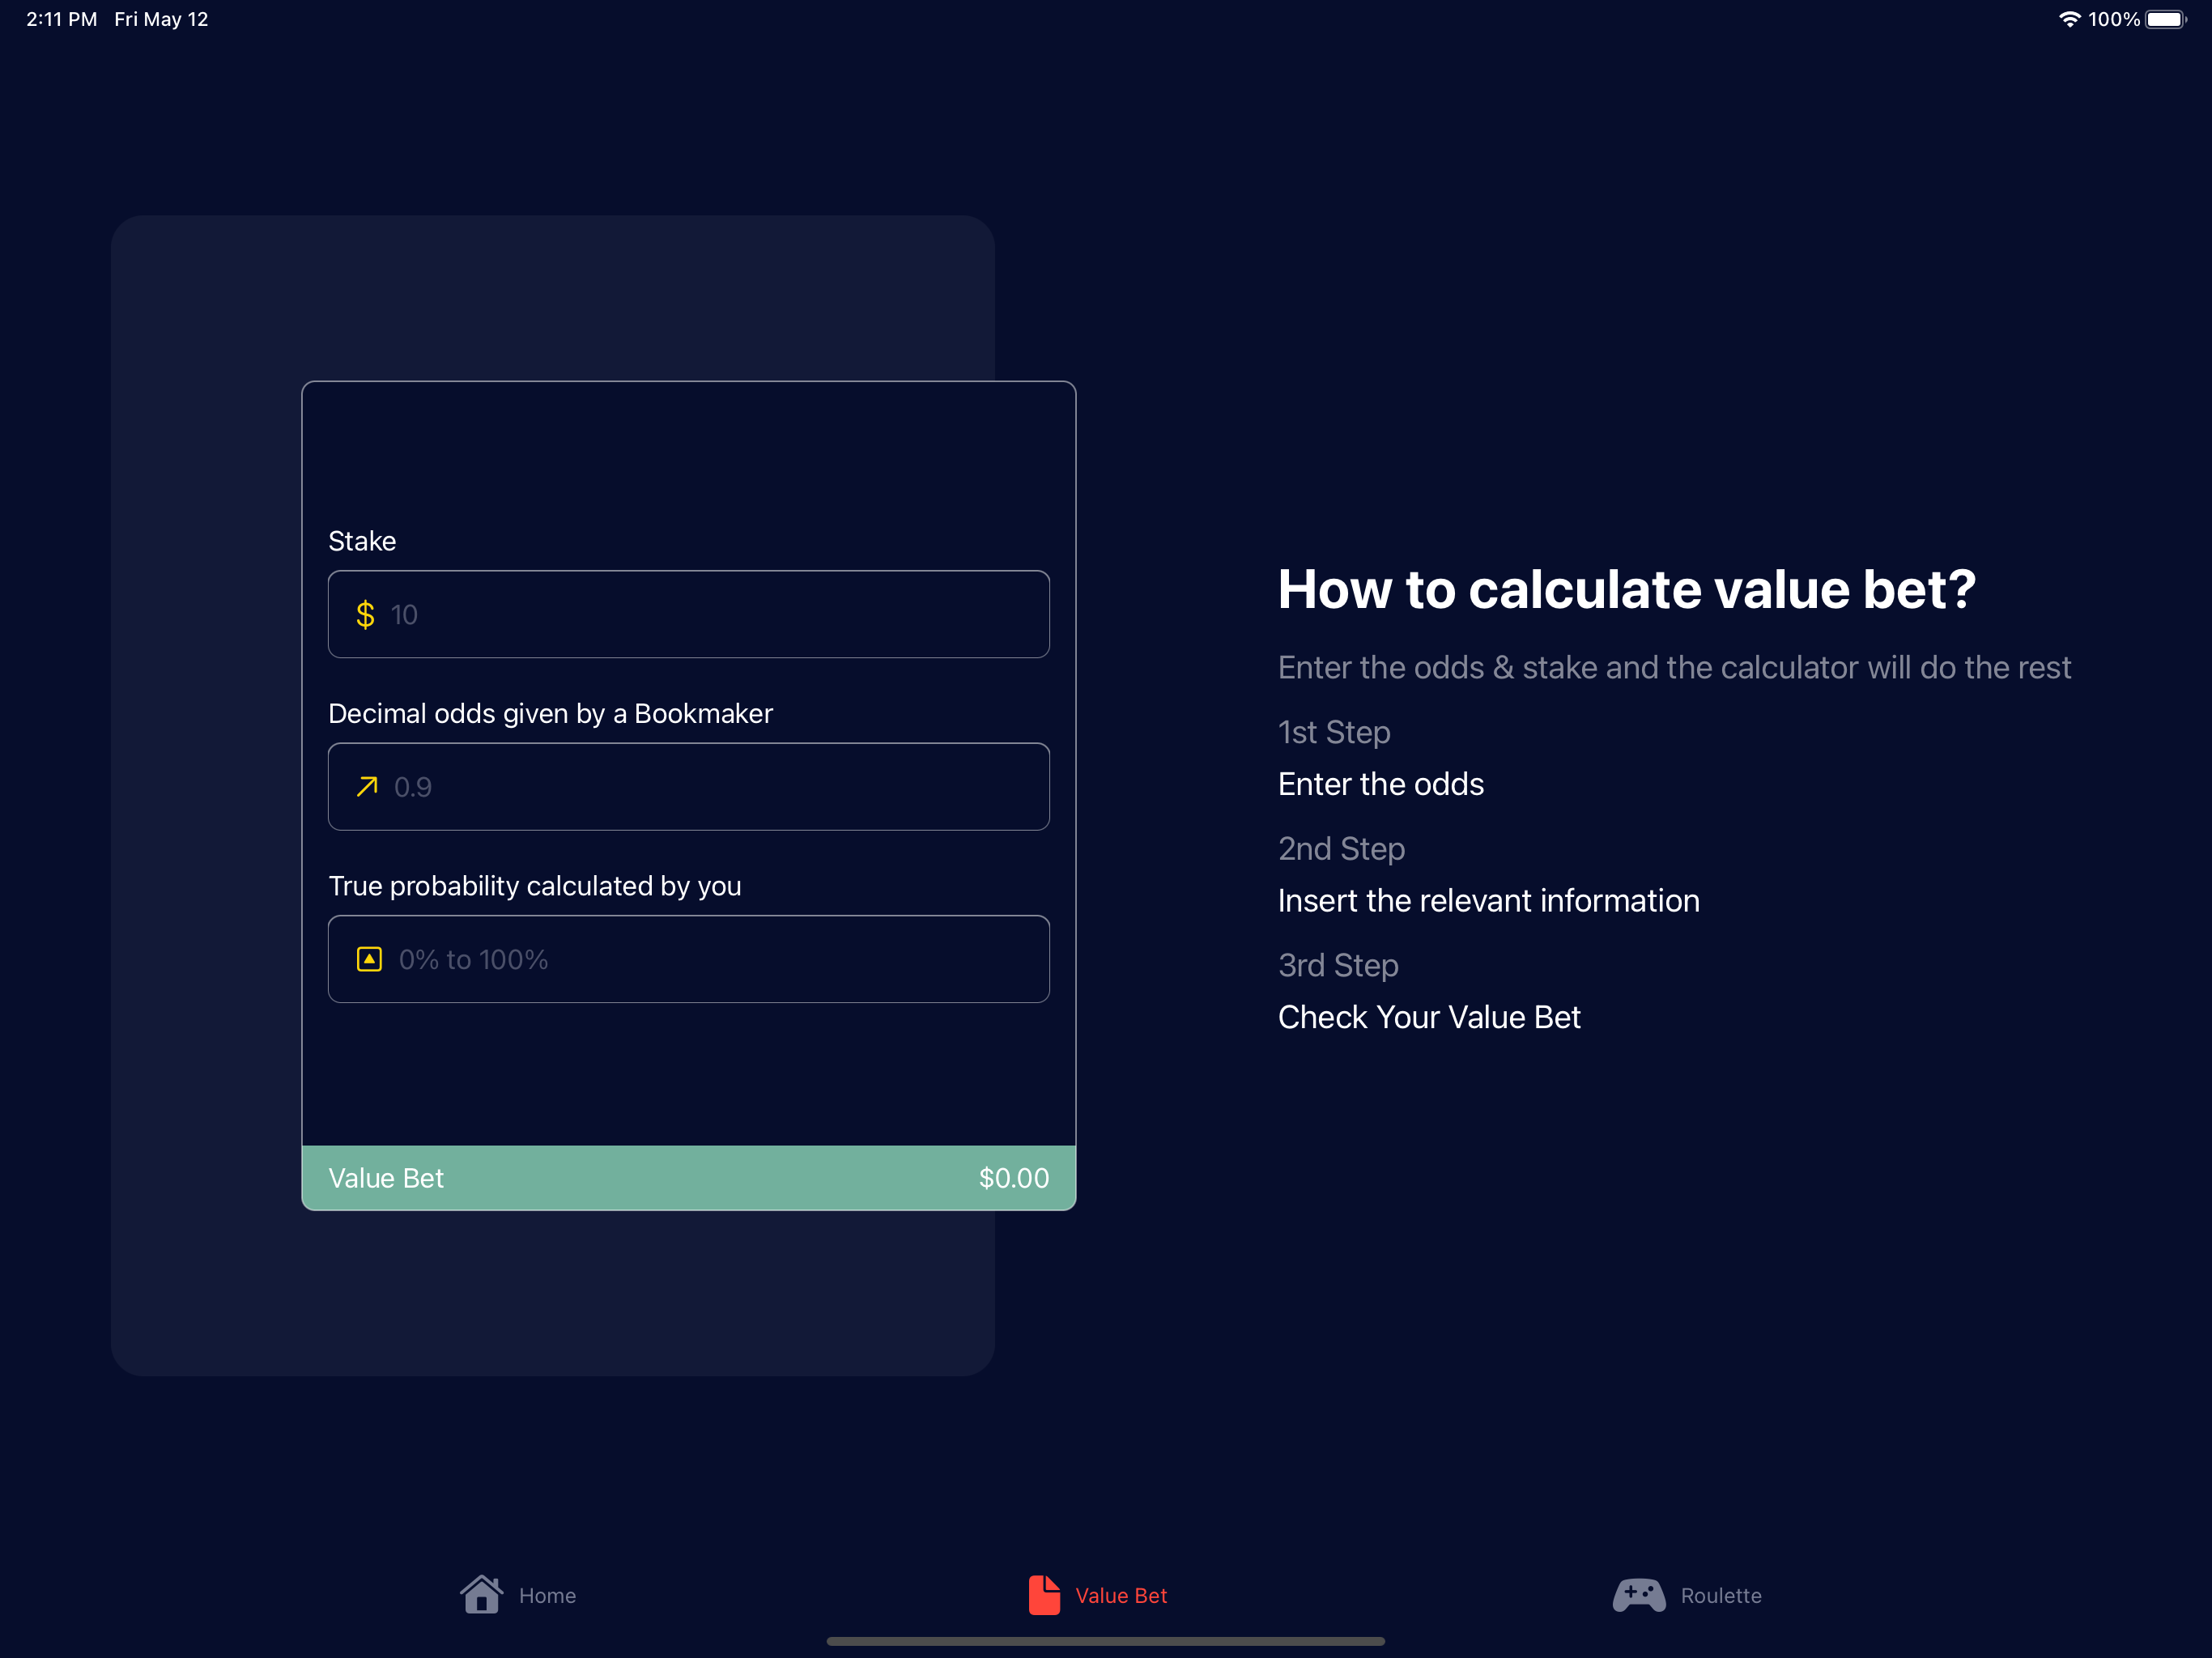 2:11 PM Fri May 12
100%
Stake
$ 10
Decimal odds given by a Bookmaker
0.9
True probability calculated by you
0% to 100%
Value Bet $0.00
How to calculate value bet?
Enter the odds & stake and the calculator will do the rest
1st Step
Enter the odds
2nd Step
Insert the relevant information
3rd Step
Check Your Value Bet
Home
Value Bet
Roulette